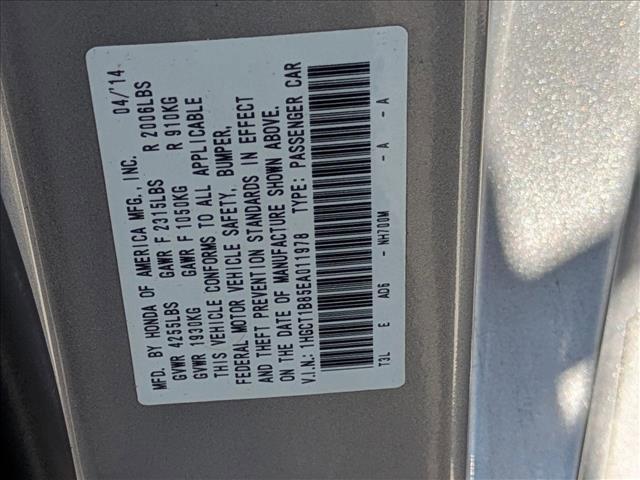 MFD. BY HONDA OF AMERICA MFG., INC. 04/'14
GVWR 4255LBS GAWR F 2315LBS R 2006LBS
GVWR 1930KG GAWR F 1050KG R 910KG
THIS VEHICLE CONFORMS TO ALL APPLICABLE
FEDERAL MOTOR VEHICLE SAFETY, BUMPER,
AND THEFT PREVENTION STANDARDS IN EFFECT
ON THE DATE OF MANUFACTURE SHOWN ABOVE.
V.I.N.: 1HGCT1B85EA011978 TYPE: PASSENGER CAR
T3L E AD6 - NH700M - A - A